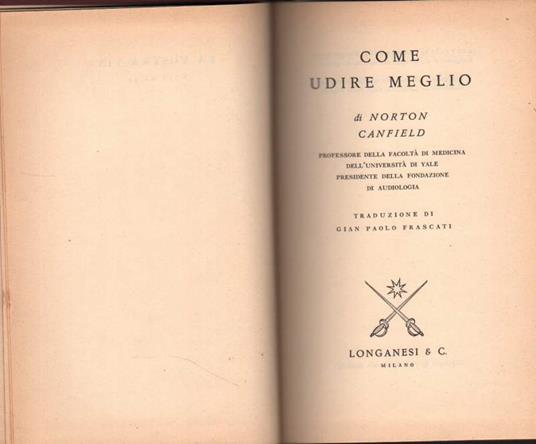 COME
UDIRE MEGLIO
di NORTON
CANFIELD
PROFESSORE DELLA FACOLTÀ DI MEDICINA
DELL'UNIVERSITÀ DI YALE
PRESIDENTE DELLA FONDAZIONE
DI AUDIOLOGIA
TRADUZIONE DI
GIAN PAOLO FRASCATI
LONGANESI & C.
MILANO